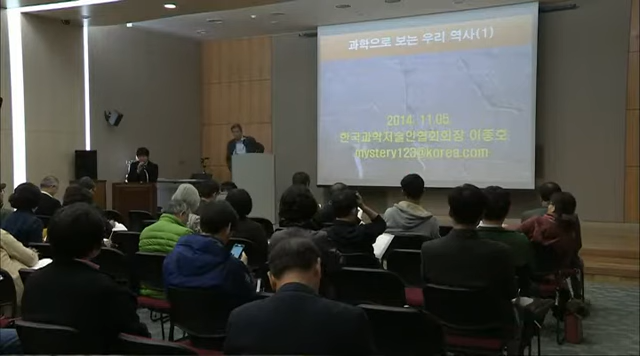 과학으로 보는 우리 역사(1)
2014. 11.05.
한국과학저술인협회회장 이종호
mystery123@korea.com